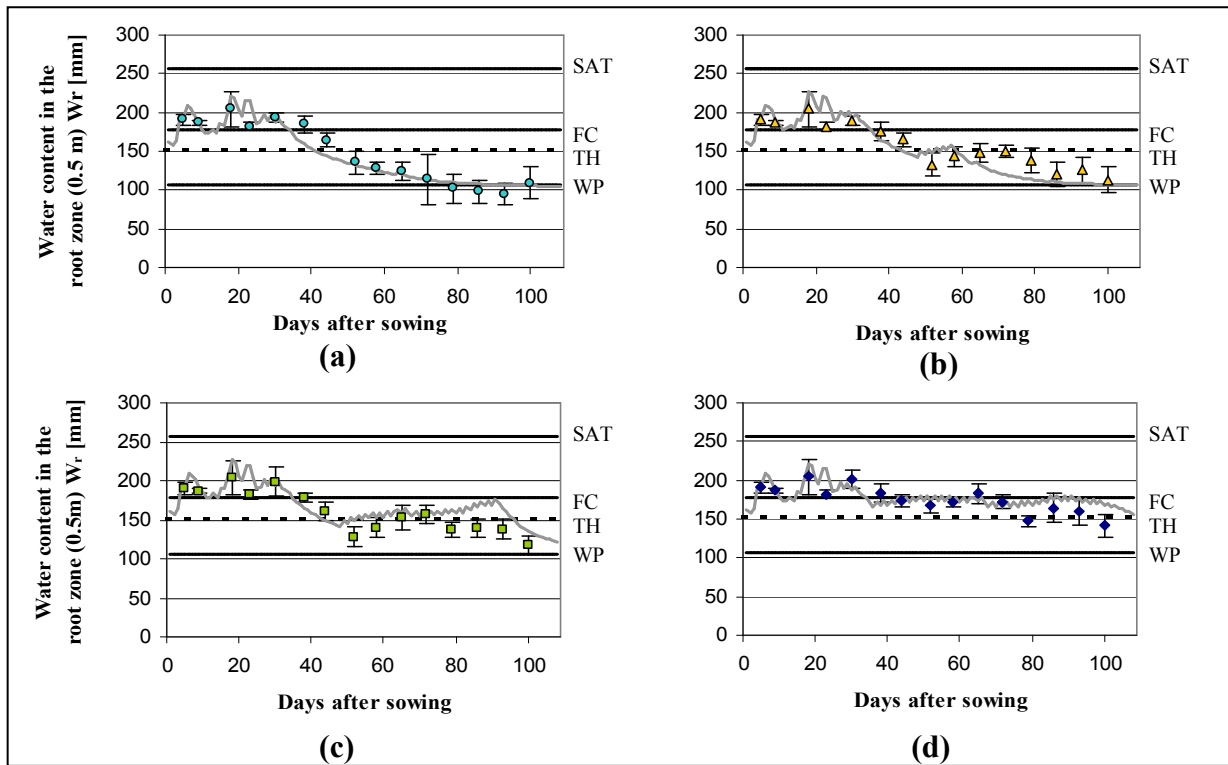 Water content in the
root zone (0.5 m) Wr [mm]
300
250
200
150
100
50
0
SAT
FC
TH
WP
0 20 40 60 80 100
Days after sowing
(a)
300
250
200
150
100
50
0
SAT
FC
TH
WP
0 20 40 60 80 100
Days after sowing
(b)
Water content in the
root zone (0.5m) Wr [mm]
300
250
200
150
100
50
0
SAT
FC
TH
WP
0 20 40 60 80 100
Days after sowing
(c)
300
250
200
150
100
50
0
SAT
FC
TH
WP
0 20 40 60 80 100
Days after sowing
(d)